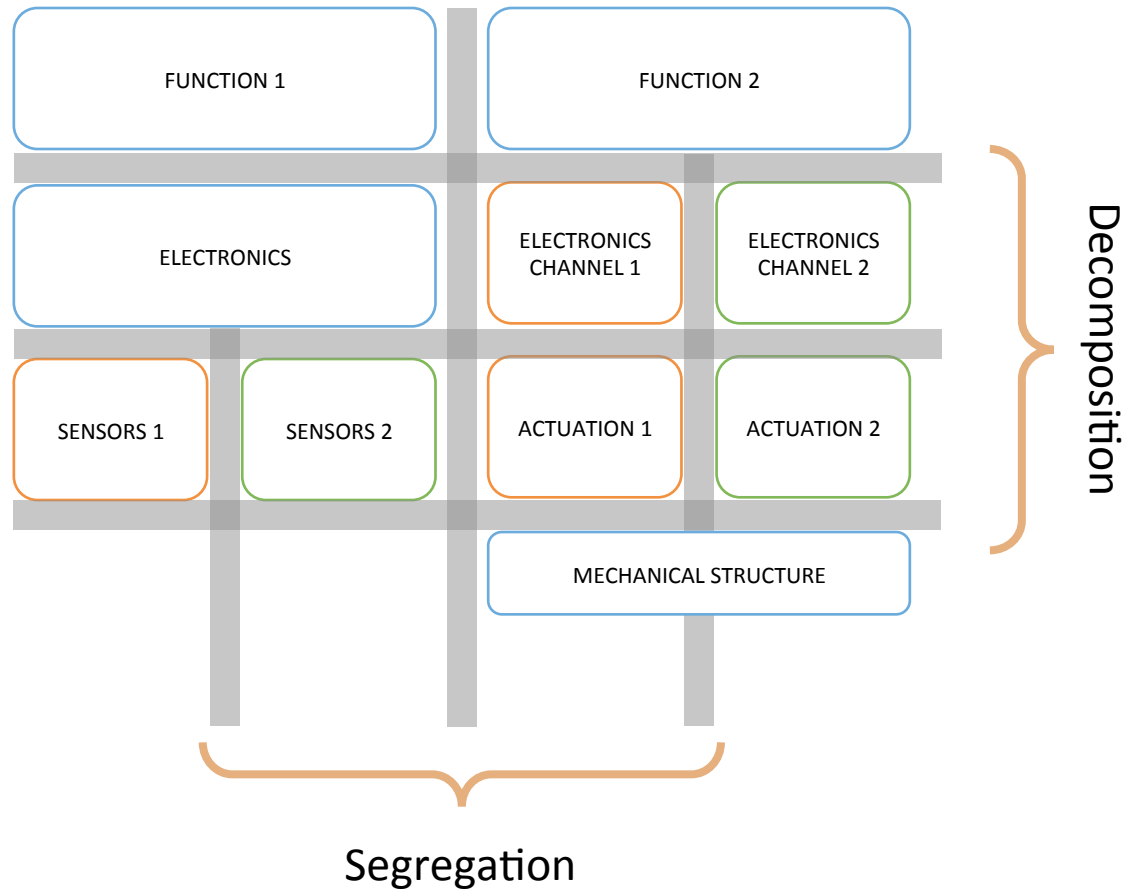 FUNCTION 1
FUNCTION 2
ELECTRONICS
ELECTRONICS
CHANNEL 1
ELECTRONICS
CHANNEL 2
SENSORS 1
SENSORS 2
ACTUATION 1
ACTUATION 2
MECHANICAL STRUCTURE
Decomposition
Segregation